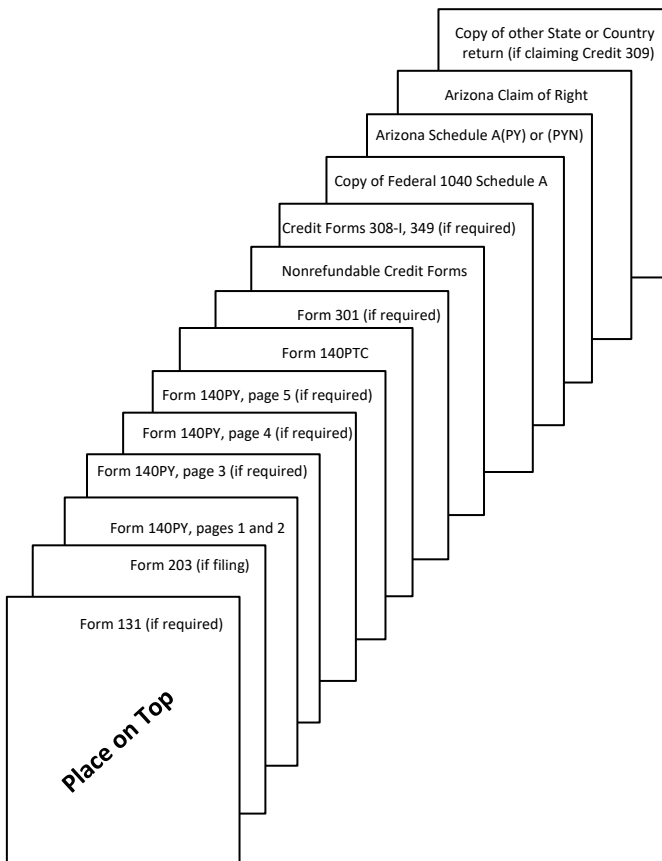 Copy of other State or Country
return (if claiming Credit 309)
Arizona Claim of Right
Arizona Schedule A(PY) or (PYN)
Copy of Federal 1040 Schedule A
Credit Forms 308-I, 349 (if required)
Nonrefundable Credit Forms
Form 301 (if required)
Form 140PTC
Form 140PY, page 5 (if required)
Form 140PY, page 4 (if required)
Form 140PY, page 3 (if required)
Form 140PY, pages 1 and 2
Form 203 (if filing)
Form 131 (if required)
Place on Top